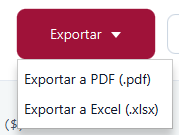 Exportar
Exportar a PDF (.pdf)
Exportar a Excel (.xlsx)
($)